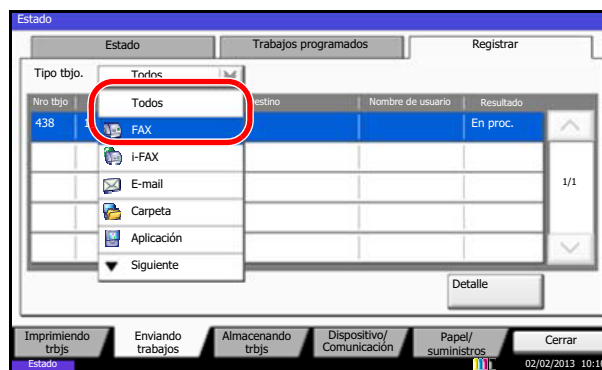 Estado
Estado Trabajos programados Registrar
Tipo tbjo. Todos
Nro tbjo Todos Nombre de usuario Resultado
438 FAX En proc.
i-FAX
E-mail 1/1
Carpeta
Aplicación
Siguiente
Detalle
Imprimiendo trbjs
Enviando trabajos
Almacenando trbjs
Dispositivo/ Comunicación
Papel/ suministros
Cerrar
Estado 02/02/2013 10:10